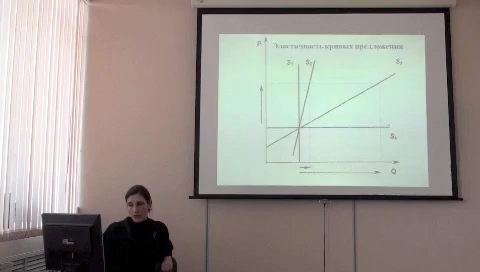 P Эластичность кривых предложения
S₁ S₂ S₃
S₄
Q